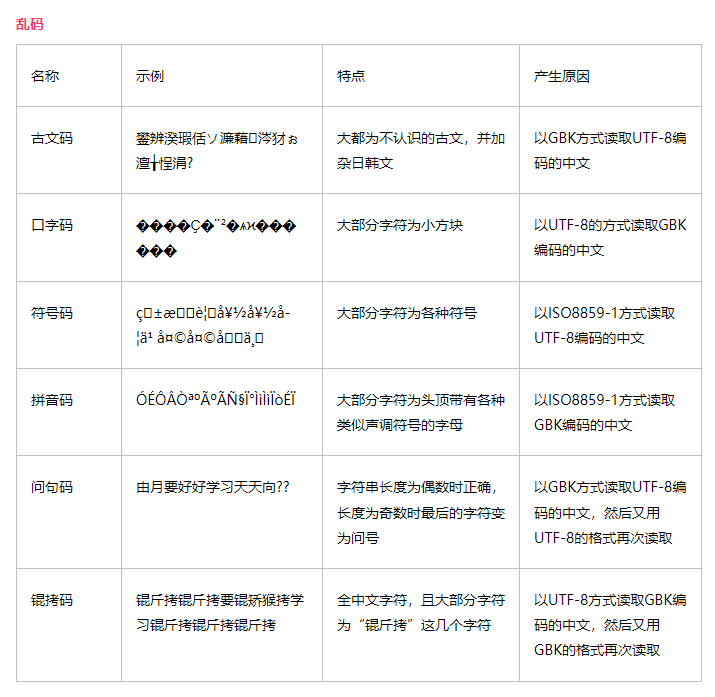 乱码
名称 示例 特点 产生原因
古文码
鐢辨湀瑕佸ソ濂藉□涔犲ぉ
澶╁悜涓?
大都为不认识的古文，并加
杂日韩文
以GBK方式读取UTF-8编
码的中文
口字码
����Ç�¨²�ѧϰ���
���
大部分字符为小方块
以UTF-8的方式读取GBK
编码的中文
符号码
ç□±æ□□è¦□å¥½å¥½å-
¦ä¹ å¤©å¤©å□□ä¸□
大部分字符为各种符号
以ISO8859-1方式读取
UTF-8编码的中文
拼音码
ÓÉÔÂÒªºÃºÃÑ§Ï°ÌìÌìÏòÉÏ
大部分字符为头顶带有各种
类似声调符号的字母
以ISO8859-1方式读取
GBK编码的中文
问句码
由月要好好学习天天向??
字符串长度为偶数时正确，
长度为奇数时最后的字符变
为问号
以GBK方式读取UTF-8编
码的中文，然后又用
UTF-8的格式再次读取
锟拷码
锟斤拷锟斤拷要锟矫猴拷学
习锟斤拷锟斤拷锟斤拷
全中文字符，且大部分字符
为“锟斤拷”这几个字符
以UTF-8方式读取GBK编
码的中文，然后又用
GBK的格式再次读取